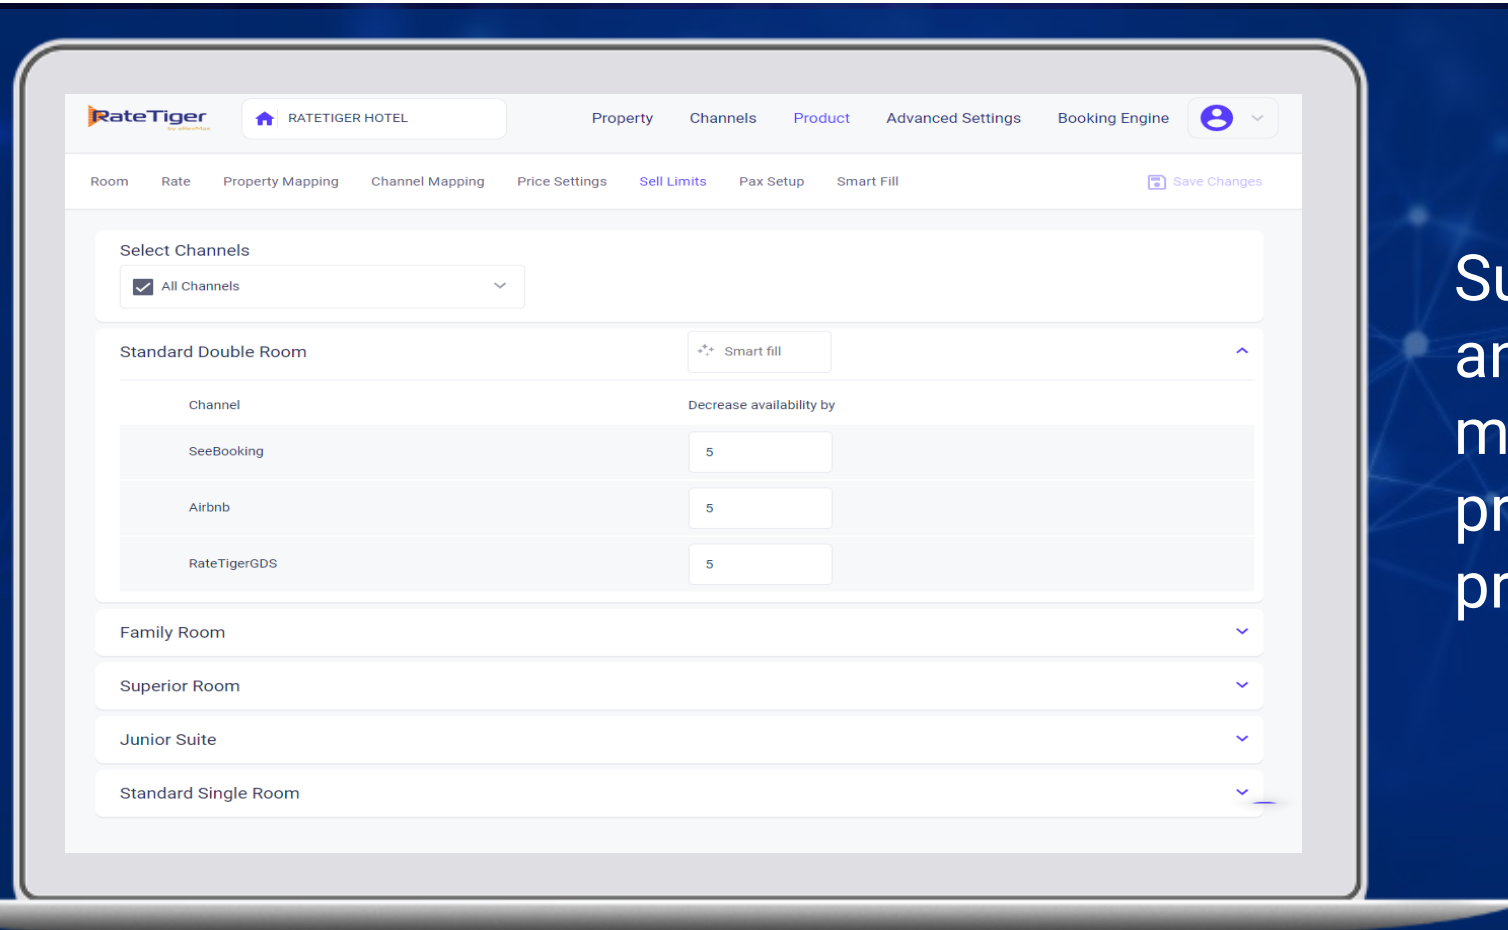 RateTiger
by eRevMax
RATETIGER HOTEL
Property Channels Product Advanced Settings Booking Engine
Room Rate Property Mapping Channel Mapping Price Settings Sell Limits Pax Setup Smart Fill Save Changes
Select Channels
All Channels
Standard Double Room Smart fill
Channel Decrease availability by
SeeBooking 5
Airbnb 5
RateTigerGDS 5
Family Room
Superior Room
Junior Suite
Standard Single Room